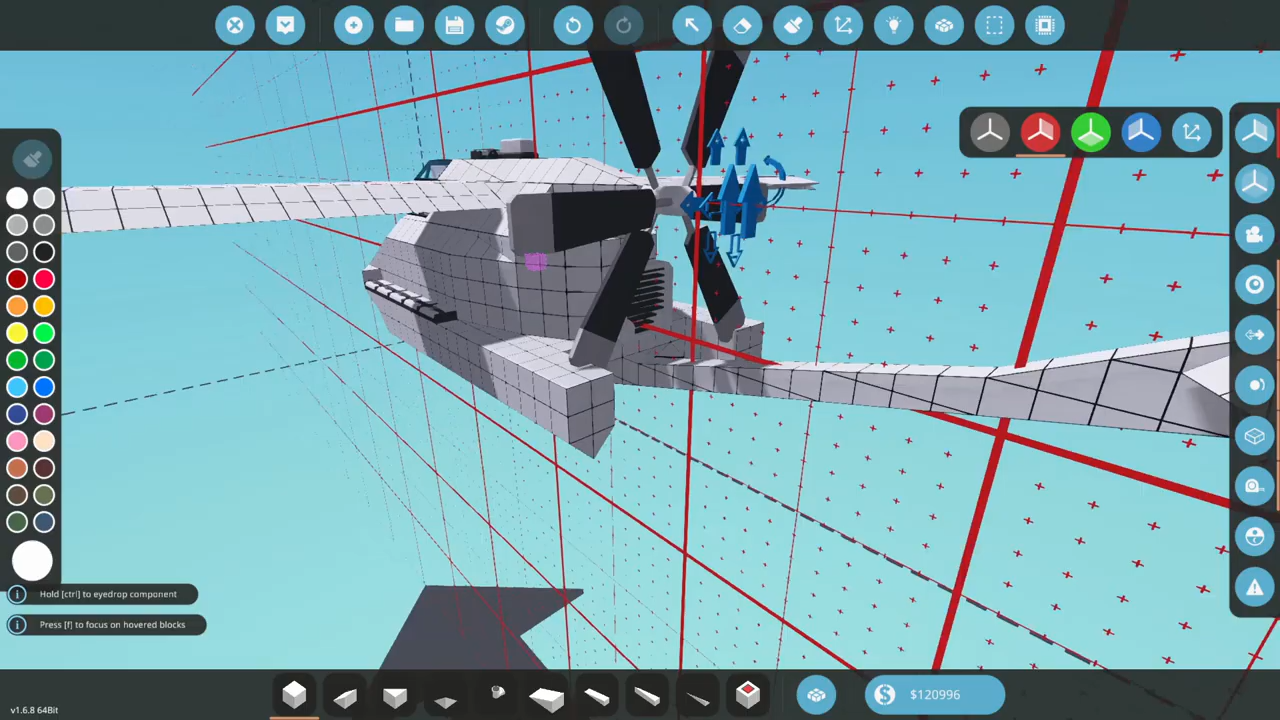 Hold [ctrl] to eyedrop component
Press [f] to focus on hovered blocks
$120996
v1.6.8 64Bit